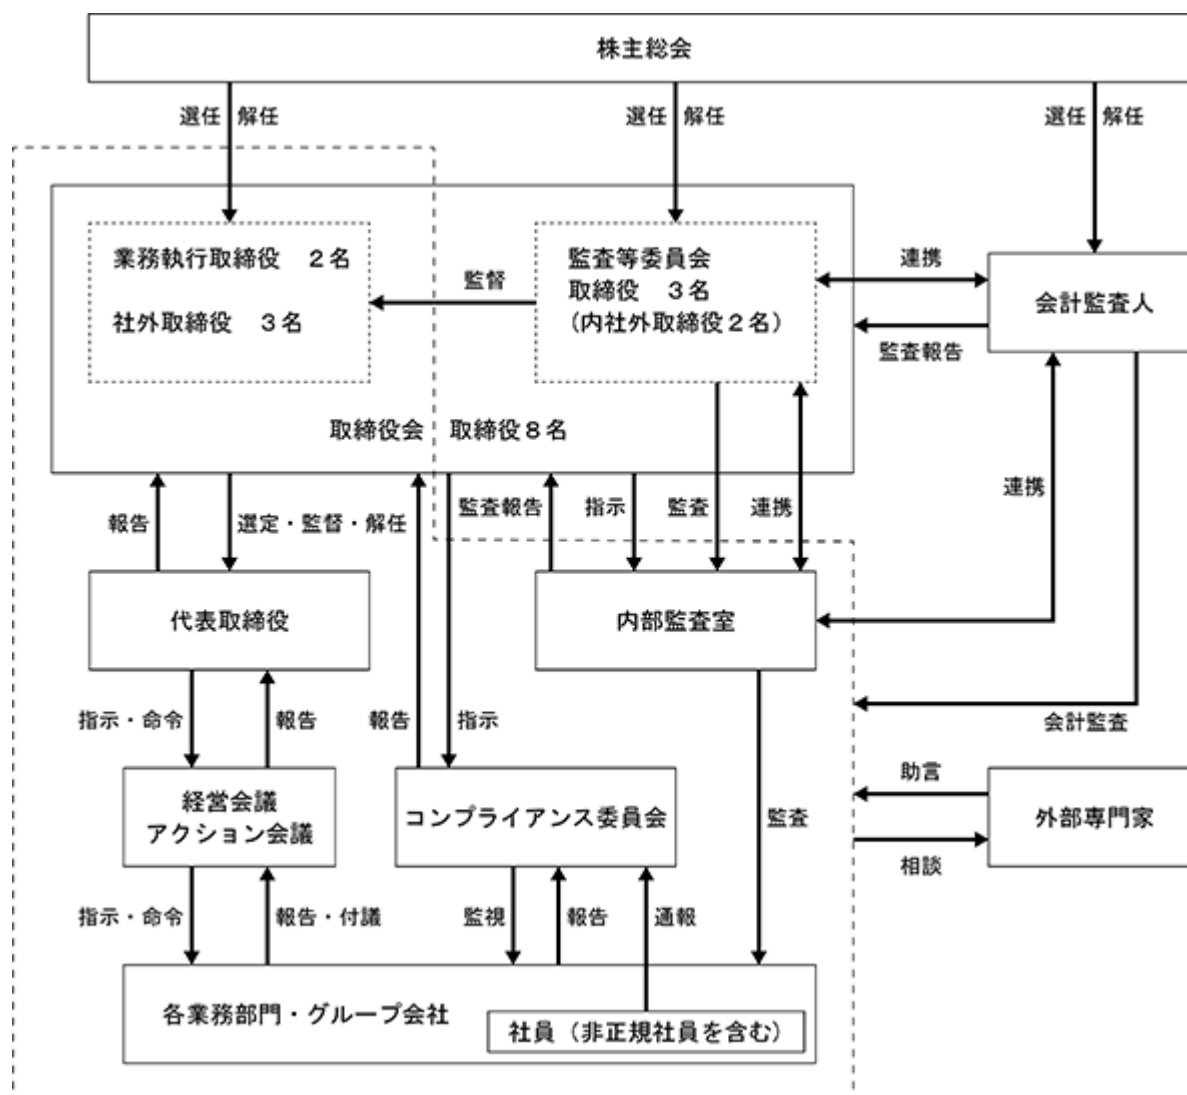 株主総会
選任 解任
選任 解任
選任 解任
業務執行取締役 2名
社外取締役 3名
監督
監査等委員会
取締役 3名
(内社外取締役2名)
連携
会計監査人
監査報告
取締役会 取締役8名
報告
選定・監督・解任
監査報告
指示
監査
連携
連携
代表取締役
内部監査室
指示・命令
報告
報告
指示
会計監査
経営会議
アクション会議
コンプライアンス委員会
監査
助言
外部専門家
相談
指示・命令
報告・付議
監視
報告
通報
各業務部門・グループ会社
社員(非正規社員を含む)